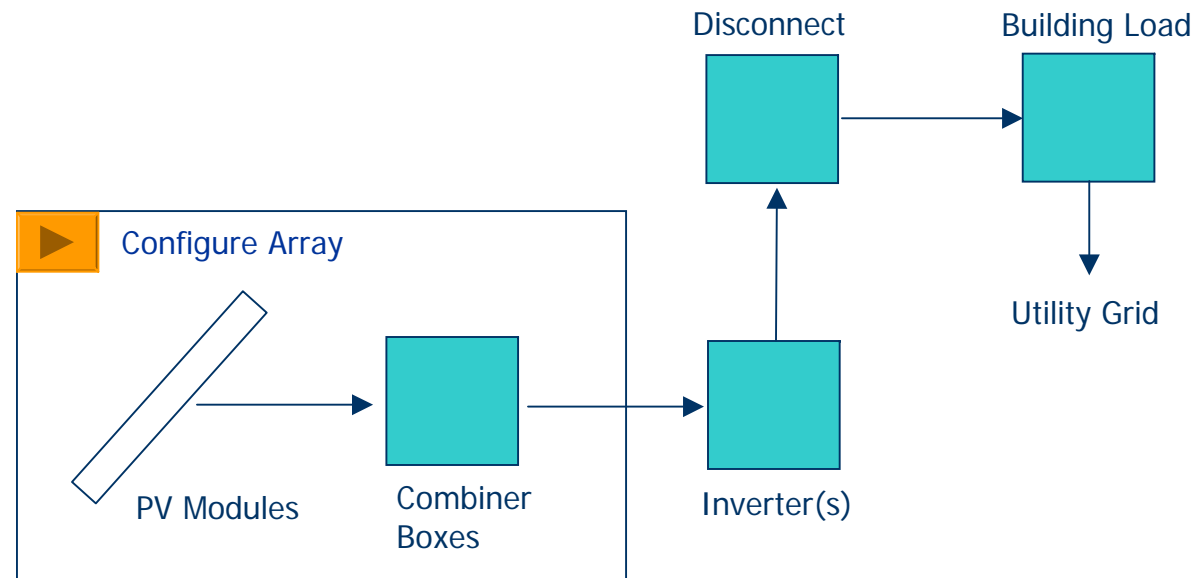 Disconnect
Building Load
Configure Array
Utility Grid
PV Modules
Combiner
Boxes
Inverter(s)